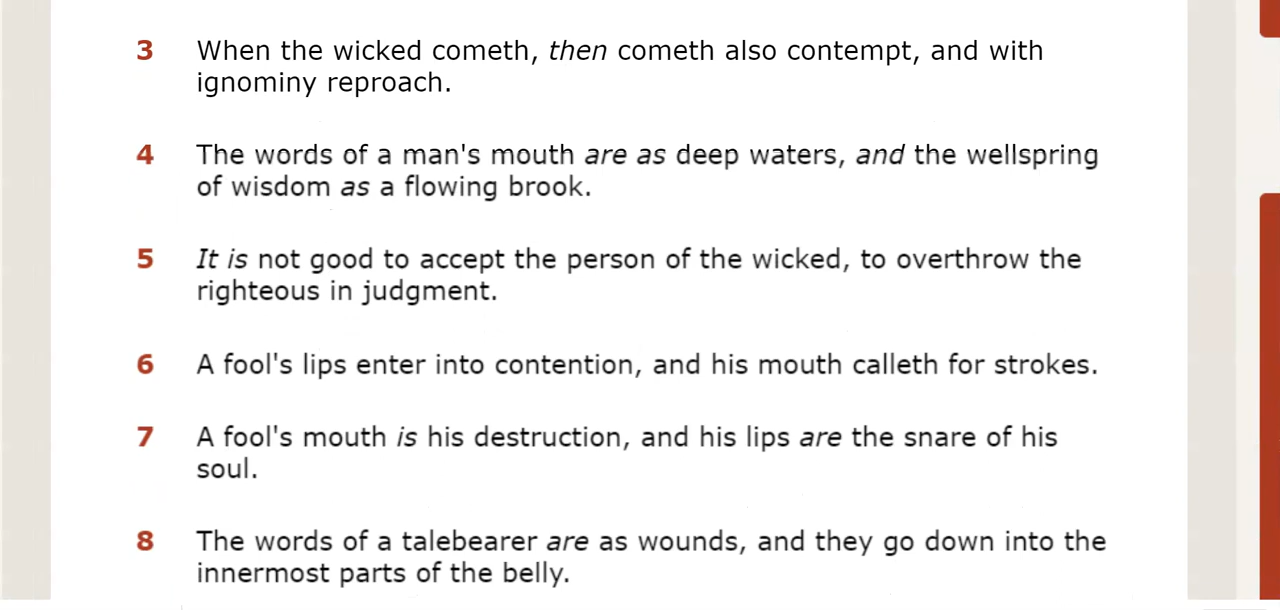 3 When the wicked cometh, then cometh also contempt, and with
ignominy reproach.
4 The words of a man's mouth are as deep waters, and the wellspring
of wisdom as a flowing brook.
5 It is not good to accept the person of the wicked, to overthrow the
righteous in judgment.
6 A fool's lips enter into contention, and his mouth calleth for strokes.
7 A fool's mouth is his destruction, and his lips are the snare of his
soul.
8 The words of a talebearer are as wounds, and they go down into the
innermost parts of the belly.